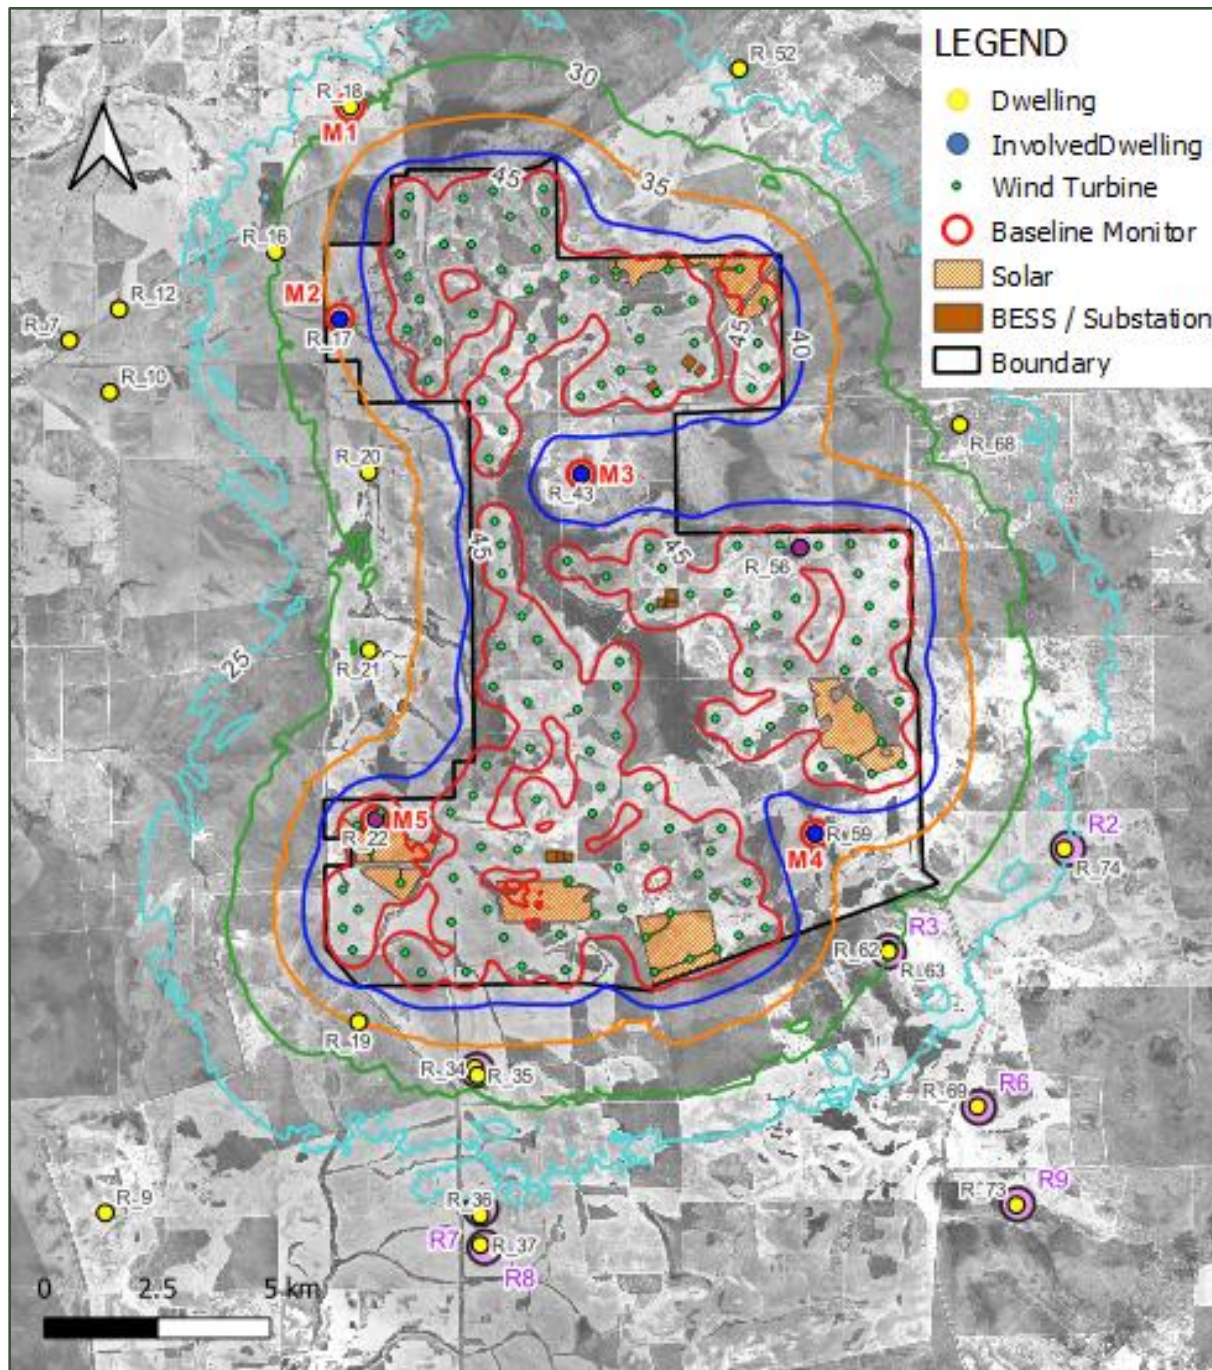 LEGEND
Dwelling
InvolvedDwelling
Wind Turbine
Baseline Monitor
Solar
BESS / Substation
Boundary
R_52
30
R_18
M1
35
45
R_16
M2
R_12
R_7
R_17
45
40
R_10
R_68
R_20
M3
R_43
45
45
R_56
R_21
25
M5
R_22
R_59
M4
R2
R_74
R3
R_62
R_63
R_19
R_34
R_35
R_69
R6
R_9
R_36
R_73
R9
R7
R_37
R8
0
2.5
5 km